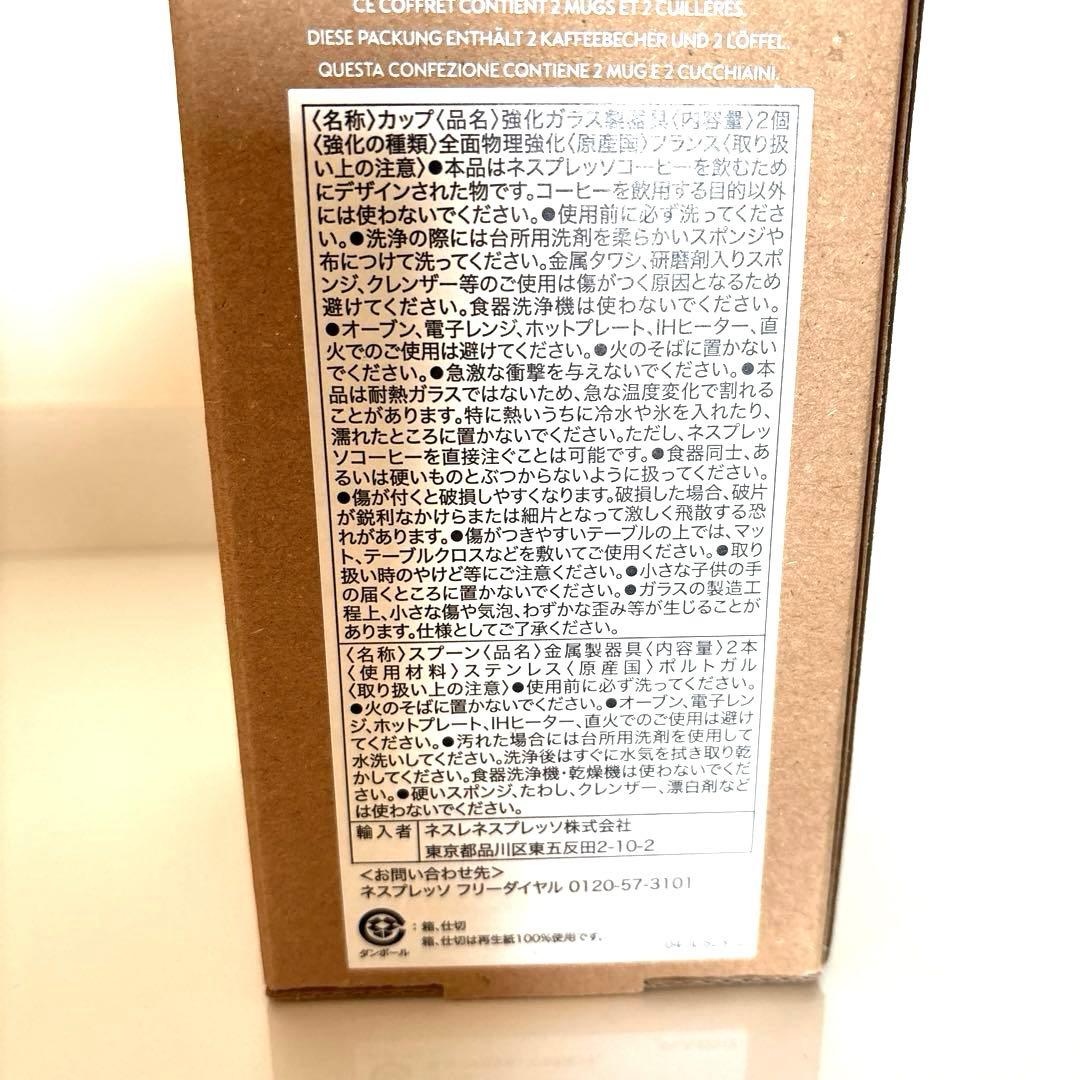 CE COFFRET CONTIENT 2 MUGS ET 2 CUILLÈRES.
DIESE PACKUNG ENTHÄLT 2 KAFFEEBECHER UND 2 LÖFFEL.
QUESTA CONFEZIONE CONTIENE 2 MUG E 2 CUCCHIAINI.
〈名称〉カップ〈品名〉強化ガラス製器具〈内容量〉2個
〈強化の種類〉全面物理強化〈原産国〉フランス〈取り扱
い上の注意〉●本品はネスプレッソコーヒーを飲むため
にデザインされた物です。コーヒーを飲用する目的以外
には使わないでください。●使用前に必ず洗ってくださ
い。●洗浄の際には台所用洗剤を柔らかいスポンジや
布につけて洗ってください。金属タワシ、研磨剤入りスポ
ンジ、クレンザー等のご使用は傷がつく原因となるため
避けてください。食器洗浄機は使わないでください。
●オーブン、電子レンジ、ホットプレート、IHヒーター、直
火でのご使用は避けてください。●火のそばに置かない
でください。●急激な衝撃を与えないでください。●本
品は耐熱ガラスではないため、急な温度変化で割れる
ことがあります。特に熱いうちに冷水や氷を入れたり、
濡れたところに置かないでください。ただし、ネスプレッ
ソコーヒーを直接注ぐことは可能です。●食器同士、あ
るいは硬いものとぶつからないように扱ってください。
●傷が付くと破損しやすくなります。破損した場合、破片
が鋭利なかけらまたは細片となって激しく飛散する恐
れがあります。●傷がつきやすいテーブルの上では、マッ
ト、テーブルクロスなどを敷いてご使用ください。●取り
扱い時のやけど等にご注意ください。●小さな子供の手
の届くところに置かないでください。●ガラスの製造工
程上、小さな傷や気泡、わずかな歪み等が生じることが
あります。仕様としてご了承ください。
〈名称〉スプーン〈品名〉金属製器具〈内容量〉2本
〈使用材料〉ステンレス〈原産国〉ポルトガル
〈取り扱い上の注意〉●使用前に必ず洗ってください。
●火のそばに置かないでください。●オーブン、電子レン
ジ、ホットプレート、IHヒーター、直火でのご使用は避け
てください。●汚れた場合には台所用洗剤を使用して
水洗いしてください。洗浄後はすぐに水気を拭き取り乾
かしてください。食器洗浄機・乾燥機は使わないでくだ
さい。●硬いスポンジ、たわし、クレンザー、漂白剤などは
使わないでください。
輸入者 ネスレネスプレッソ株式会社
東京都品川区東五反田2-10-2
＜お問い合わせ先＞
ネスプレッソ フリーダイヤル 0120-57-3101
：箱、仕切
箱、仕切は再生紙100%使用です。
ダンボール